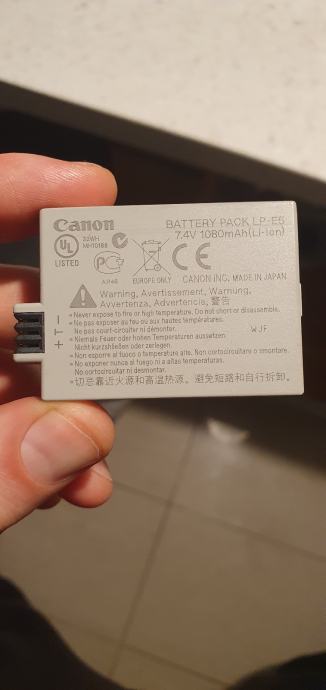 Canon
BATTERY PACK LP-E5
7.4V 1080mAh(Li-ion)
UL
LISTED
CE
EUROPE ONLY
CANON INC. MADE IN JAPAN
Warning, Avertissement, Warnung,
Avvertenza, Advertencia, 警告
• Never expose to fire or high temperature. Do not short or disassemble.
• Ne pas exposer au feu ou aux hautes températures.
Ne pas court-circuiter ni démonter.
WJF
• Niemals Feuer oder hohen Temperaturen aussetzen.
Nicht kurzschließen oder zerlegen.
• Non esporre al fuoco o temperature alte. Non cortocircuitare o smontare.
• No exponer nunca al fuego ni a altas temperaturas.
No cortocircuitar ni desmontar.
•切忌靠近火源和高温热源。避免短路和自行拆卸.
+ T −